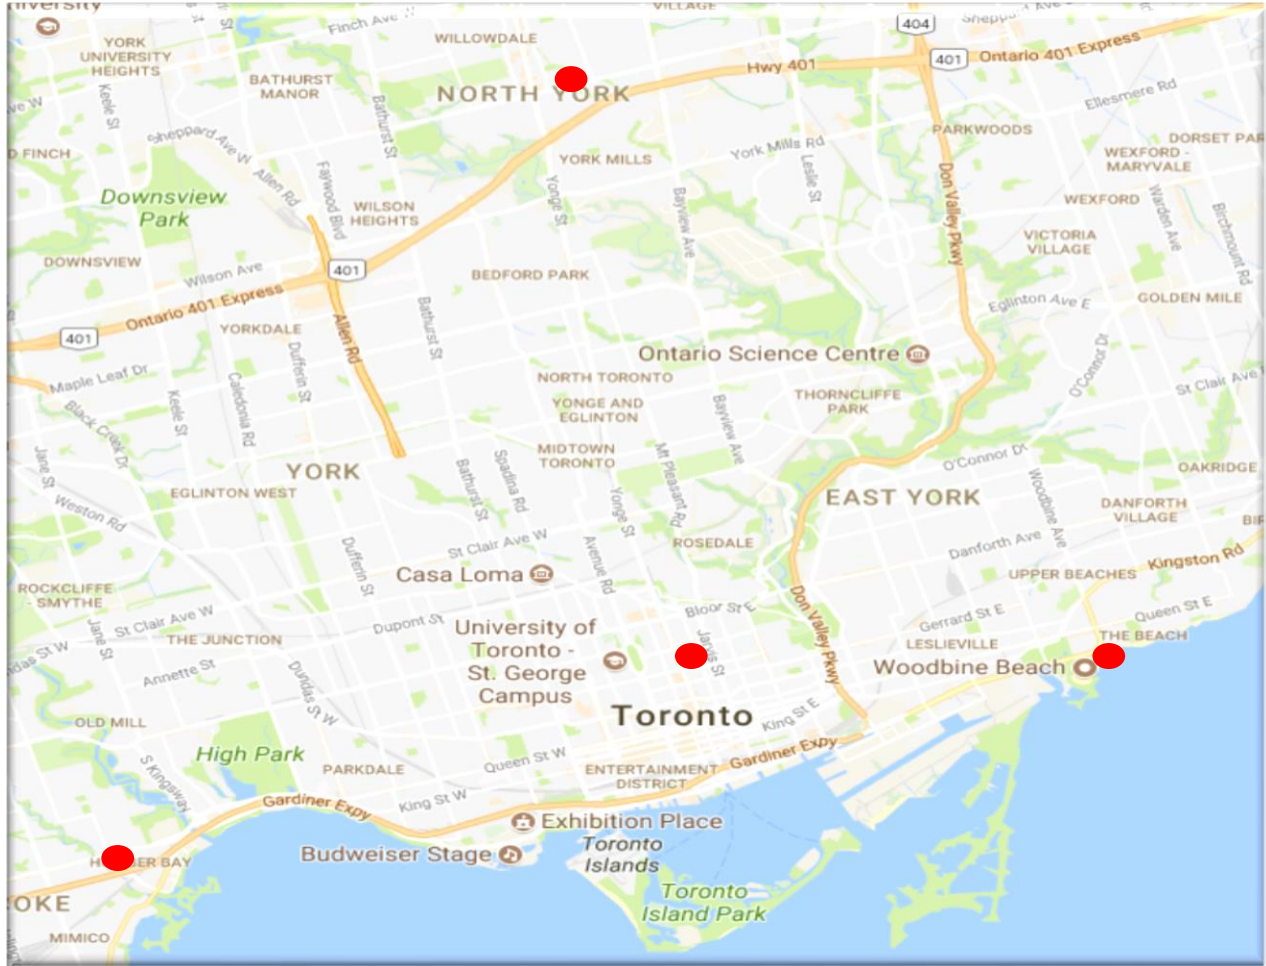 Finch Ave W
VILLAGE
404
YORK
UNIVERSITY
HEIGHTS
WILLOWDALE
401
Ontario 401 Express
Hwy 401
BATHURST
MANOR
NORTH YORK
Keele St
Bathurst St
Ellesmere Rd
PARKWOODS
DORSET PAR
Sheppard Ave W
D FINCH
YORK MILLS
York Mills Rd
WEXFORD -
MARYVALE
Allen Rd
Faywood Blvd
Yonge St
Bayview Ave
Leslie St
Don Valley Pkwy
Warden Ave
Birchmount Rd
Downsview
Park
WILSON
HEIGHTS
WEXFORD
VICTORIA
VILLAGE
DOWNSVIEW
Wilson Ave
401
BEDFORD PARK
Ontario 401 Express
Eglinton Ave E
GOLDEN MILE
401
YORKDALE
Allen Rd
Bathurst St
Ontario Science Centre
Maple Leaf Dr
Dufferin St
Caledonia Rd
Keele St
Black Creek Dr
NORTH TORONTO
YONGE AND
EGLINTON
Bayview Ave
THORNCLIFFE
PARK
O'Connor Dr
St Clair Ave
Jane St
YORK
MIDTOWN
TORONTO
Mt Pleasant Rd
O'Connor Dr
OAKRIDGE
EGLINTON WEST
Weston Rd
Bathurst St
Spadina Rd
Yonge St
EAST YORK
Woodbine Ave
DANFORTH
VILLAGE
Dufferin St
St Clair Ave W
Avenue Rd
ROSEDALE
Danforth Ave
Kingston Rd
Casa Loma
UPPER BEACHES
ROCKCLIFFE
- SMYTHE
St Clair Ave W
Jane St
THE JUNCTION
Dupont St
Bloor St E
Don Valley Pkwy
Gerrard St E
Queen St E
University of
Toronto -
St. George
Campus
Jarvis St
LESLIEVILLE
THE BEACH
Woodbine Beach
Annette St
Dundas St W
OLD MILL
Toronto
King St E
S Kingsway
High Park
PARKDALE
Queen St W
ENTERTAINMENT
DISTRICT
Gardiner Expy
Gardiner Expy
King St W
Exhibition Place
Budweiser Stage
Toronto
Islands
BER BAY
OKE
Toronto
Island Park
MIMICO